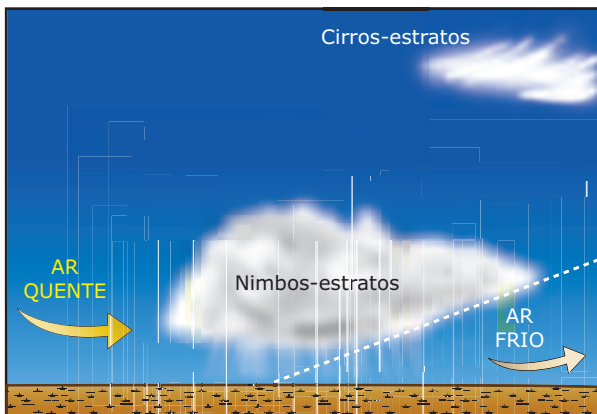 Cirros-estratos
AR
QUENTE
Nimbos-estratos
AR
FRIO